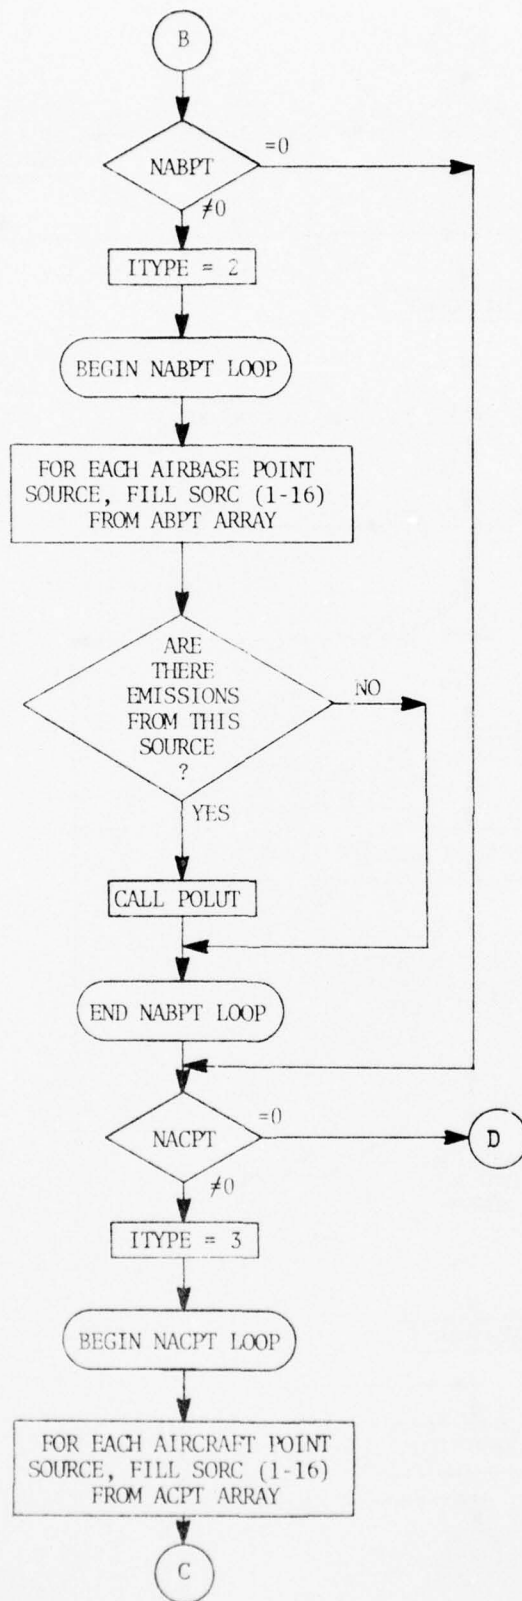 B
NABPT
=0
≠0
ITYPE = 2
BEGIN NABPT LOOP
FOR EACH AIRBASE POINT
SOURCE, FILL SORC (1-16)
FROM ABPT ARRAY
ARE
THERE
EMISSIONS
FROM THIS
SOURCE
?
NO
YES
CALL POLUT
END NABPT LOOP
NACPT
=0
D
≠0
ITYPE = 3
BEGIN NACPT LOOP
FOR EACH AIRCRAFT POINT
SOURCE, FILL SORC (1-16)
FROM ACPT ARRAY
C